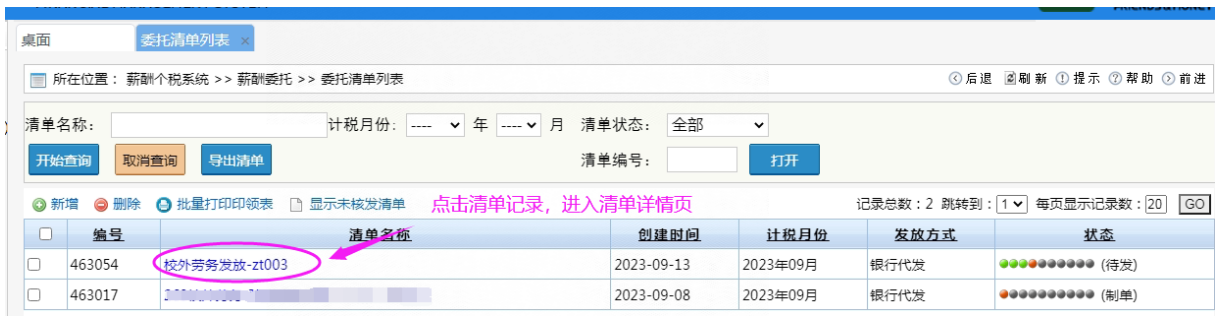 桌面 委托清单列表 ×
所在位置： 薪酬个税系统 >> 薪酬委托 >> 委托清单列表 后退 刷新 提示 帮助 前进
清单名称： 计税月份: ---- 年 ---- 月 清单状态： 全部
开始查询 取消查询 导出清单 清单编号： 打开
新增 删除 批量打印印领表 显示未核发清单 点击清单记录，进入清单详情页 记录总数：2 跳转到：1 每页显示记录数：20 GO
编号 清单名称 创建时间 计税月份 发放方式 状态
463054 校外劳务发放-zt003 2023-09-13 2023年09月 银行代发 (待发)
463017 2023-09-08 2023年09月 银行代发 (制单)